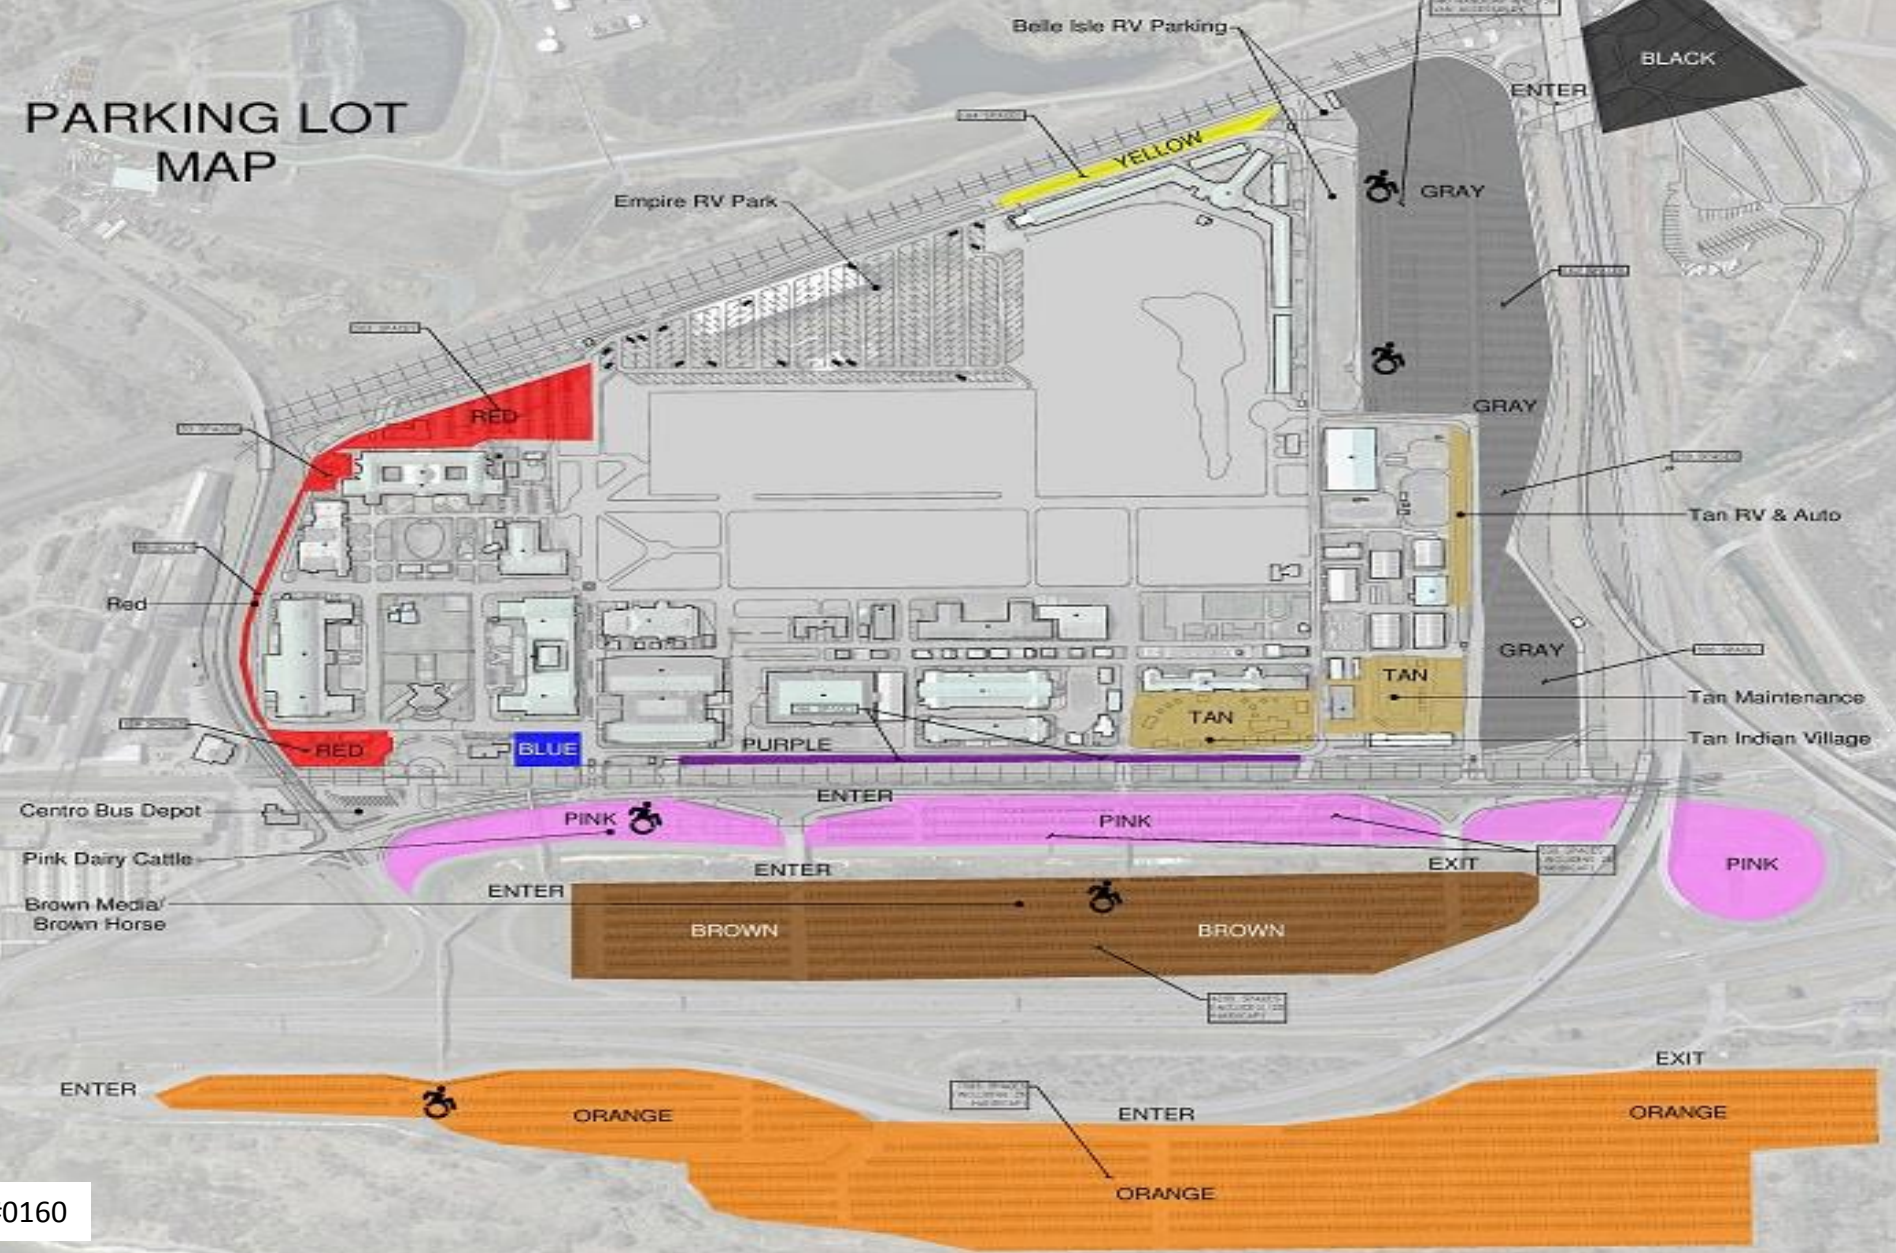 Belle Isle RV Parking
BLACK
ENTER
PARKING LOT
MAP
YELLOW
GRAY
Empire RV Park
RED
GRAY
Tan RV & Auto
Red
GRAY
TAN
Tan Maintenance
TAN
Tan Indian Village
RED
BLUE
PURPLE
ENTER
Centro Bus Depot
PINK
PINK
Pink Dairy Cattle
ENTER
EXIT
PINK
ENTER
Brown Media/
Brown Horse
BROWN
BROWN
EXIT
ENTER
ORANGE
ENTER
ORANGE
ORANGE
0160